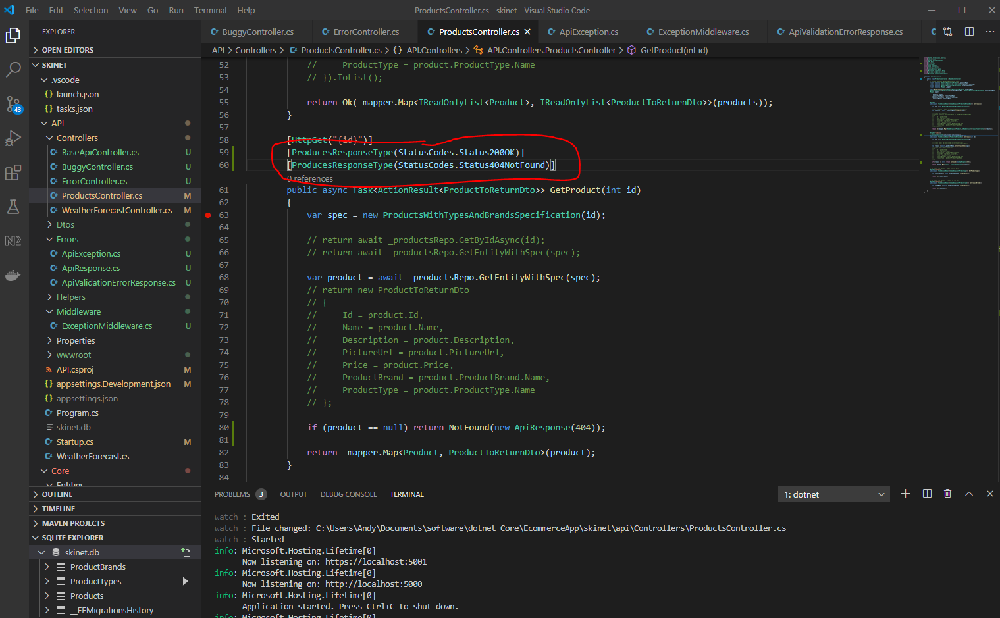 File Edit Selection View Go Run Terminal Help
ProductsController.cs - skinet - Visual Studio Code
EXPLORER
OPEN EDITORS
SKINET
.vscode
{} launch.json
{} tasks.json
API
Controllers
C# BaseApiController.cs U
C# BuggyController.cs U
C# ErrorController.cs U
C# ProductsController.cs M
C# WeatherForecastController.cs M
Dtos
Errors
C# ApiException.cs U
C# ApiResponse.cs U
C# ApiValidationErrorResponse.cs U
Helpers
Middleware
C# ExceptionMiddleware.cs U
Properties
wwwroot
API.csproj M
{} appsettings.Development.json M
{} appsettings.json
C# Program.cs
skinet.db
C# Startup.cs M
C# WeatherForecast.cs
Core
Entities
OUTLINE
TIMELINE
MAVEN PROJECTS
SQLITE EXPLORER
skinet.db
ProductBrands
ProductTypes
Products
__EFMigrationsHistory
43
C# BuggyController.cs
C# ErrorController.cs
C# ProductsController.cs
C# ApiException.cs
C# ExceptionMiddleware.cs
C# ApiValidationErrorResponse.cs
API > Controllers > C# ProductsController.cs > {} API.Controllers > API.Controllers.ProductsController > GetProduct(int id)
52 //     ProductType = product.ProductType.Name
53 // }).ToList();
54
55 return Ok(_mapper.Map<IReadOnlyList<Product>, IReadOnlyList<ProductToReturnDto>>(products));
56 }
57
58 [HttpGet("{id}")]
59 [ProducesResponseType(StatusCodes.Status200OK)]
60 [ProducesResponseType(StatusCodes.Status404NotFound)]
0 references
61 public async Task<ActionResult<ProductToReturnDto>> GetProduct(int id)
62 {
63 var spec = new ProductsWithTypesAndBrandsSpecification(id);
64
65 // return await _productsRepo.GetByIdAsync(id);
66 // return await _productsRepo.GetEntityWithSpec(spec);
67
68 var product = await _productsRepo.GetEntityWithSpec(spec);
69 // return new ProductToReturnDto
70 // {
71 //     Id = product.Id,
72 //     Name = product.Name,
73 //     Description = product.Description,
74 //     PictureUrl = product.PictureUrl,
75 //     Price = product.Price,
76 //     ProductBrand = product.ProductBrand.Name,
77 //     ProductType = product.ProductType.Name
78 // };
79
80 if (product == null) return NotFound(new ApiResponse(404));
81
82 return _mapper.Map<Product, ProductToReturnDto>(product);
83 }
84
PROBLEMS 3 OUTPUT DEBUG CONSOLE TERMINAL
1: dotnet
watch : Exited
watch : File changed: C:\Users\Andy\Documents\software\dotnet Core\EcommerceApp\skinet\api\Controllers\ProductsController.cs
watch : Started
info: Microsoft.Hosting.Lifetime[0]
Now listening on: https://localhost:5001
info: Microsoft.Hosting.Lifetime[0]
Now listening on: http://localhost:5000
info: Microsoft.Hosting.Lifetime[0]
Application started. Press Ctrl+C to shut down.
info: Microsoft.Hosting.Lifetime[0]